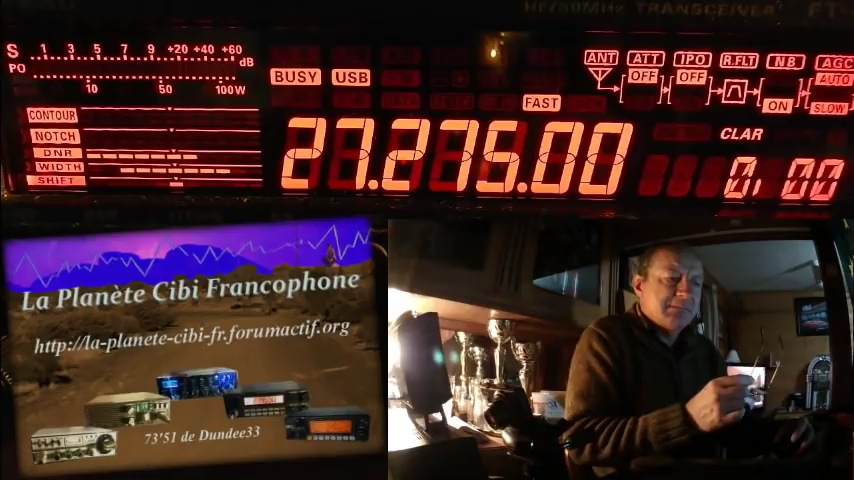 HF/50MHz TRANSCEIVER FT
S 1 3 5 7 9 +20 +40 +60 dB
PO 10 50 100W
BUSY USB
FAST
ANT ATT IPO R.FLT NB AGC
OFF OFF AUTO
ON SLOW
CONTOUR
NOTCH
DNR
WIDTH
SHIFT
27.275.00
CLAR
0.00
La Planète Cibi Francophone
http://la-planete-cibi-fr.forumactif.org
73'51 de Dundee33